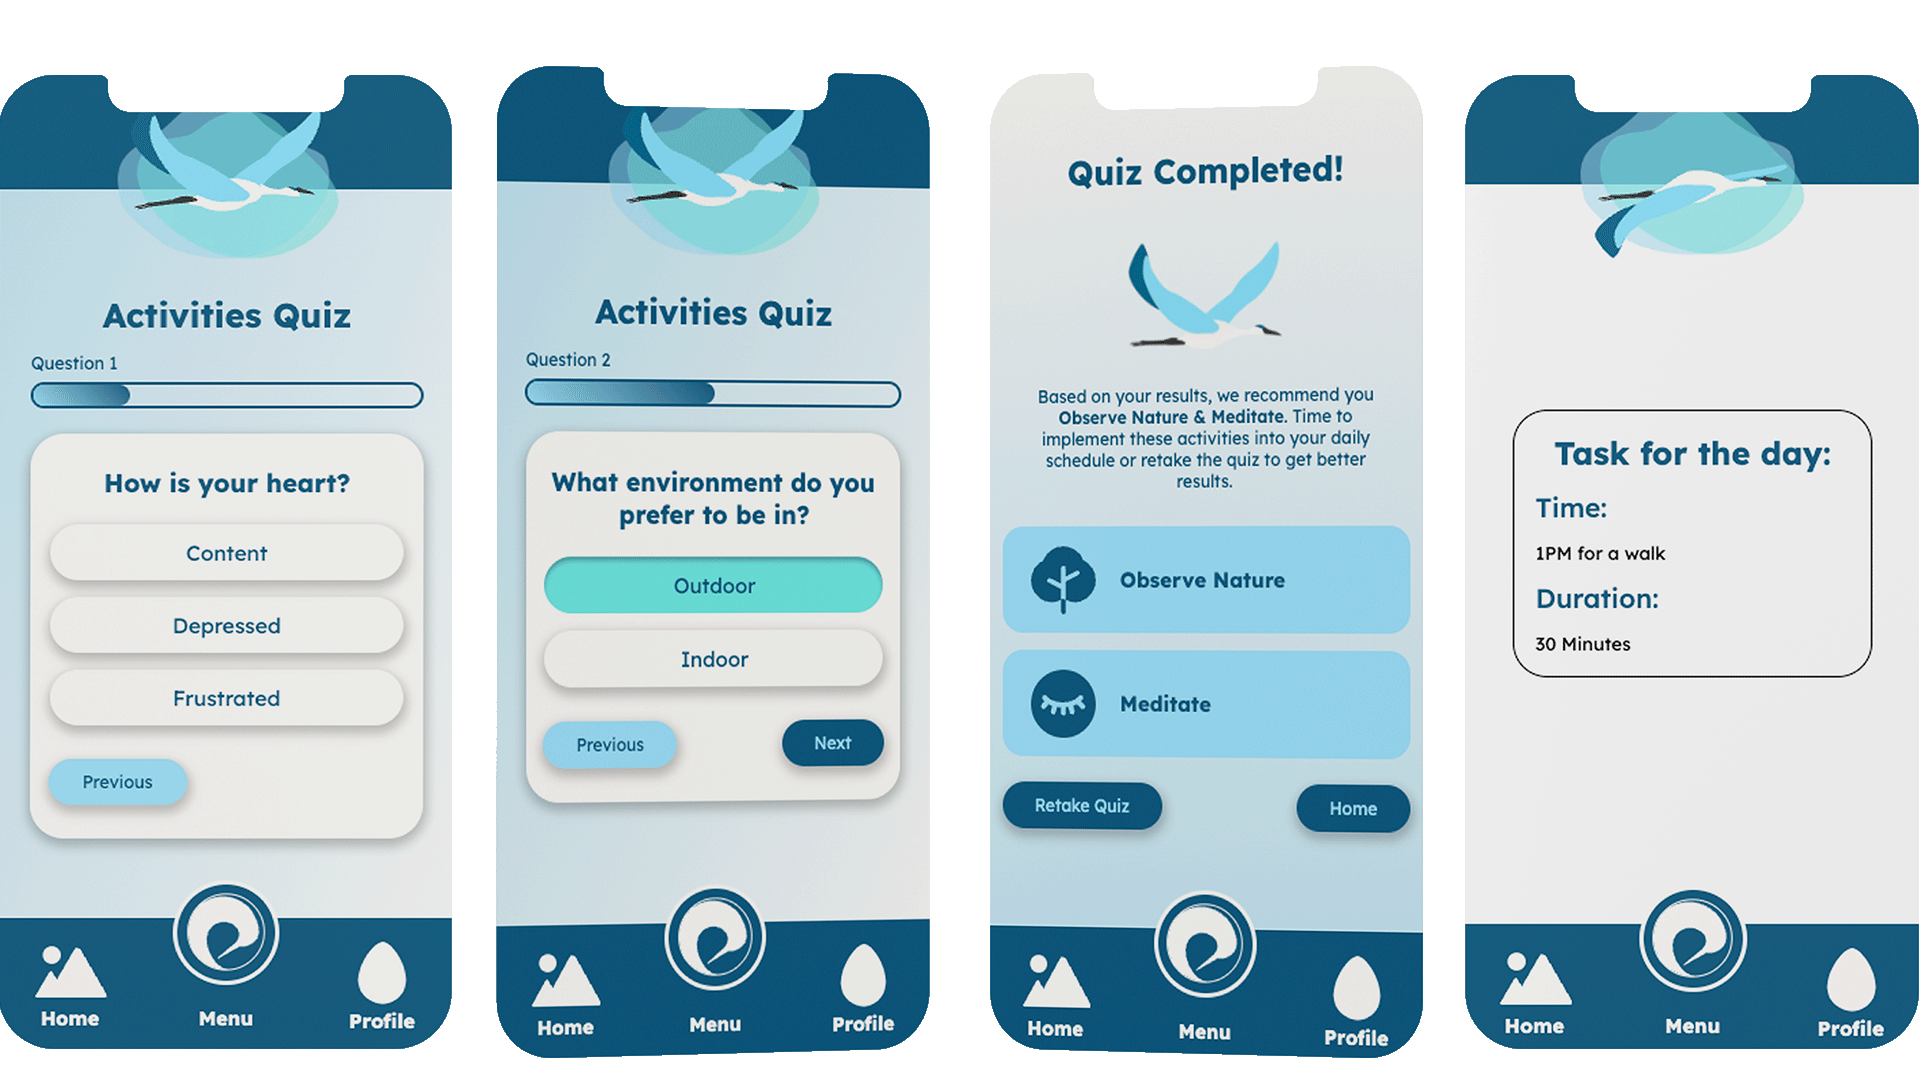 Activities Quiz
Question 1
How is your heart?
Content
Depressed
Frustrated
Previous
Home
Menu
Profile
Activities Quiz
Question 2
What environment do you
prefer to be in?
Outdoor
Indoor
Previous
Next
Home
Menu
Profile
Quiz Completed!
Based on your results, we recommend you
Observe Nature & Meditate. Time to
implement these activities into your daily
schedule or retake the quiz to get better
results.
Observe Nature
Meditate
Retake Quiz
Home
Home
Menu
Profile
Task for the day:
Time:
1PM for a walk
Duration:
30 Minutes
Home
Menu
Profile